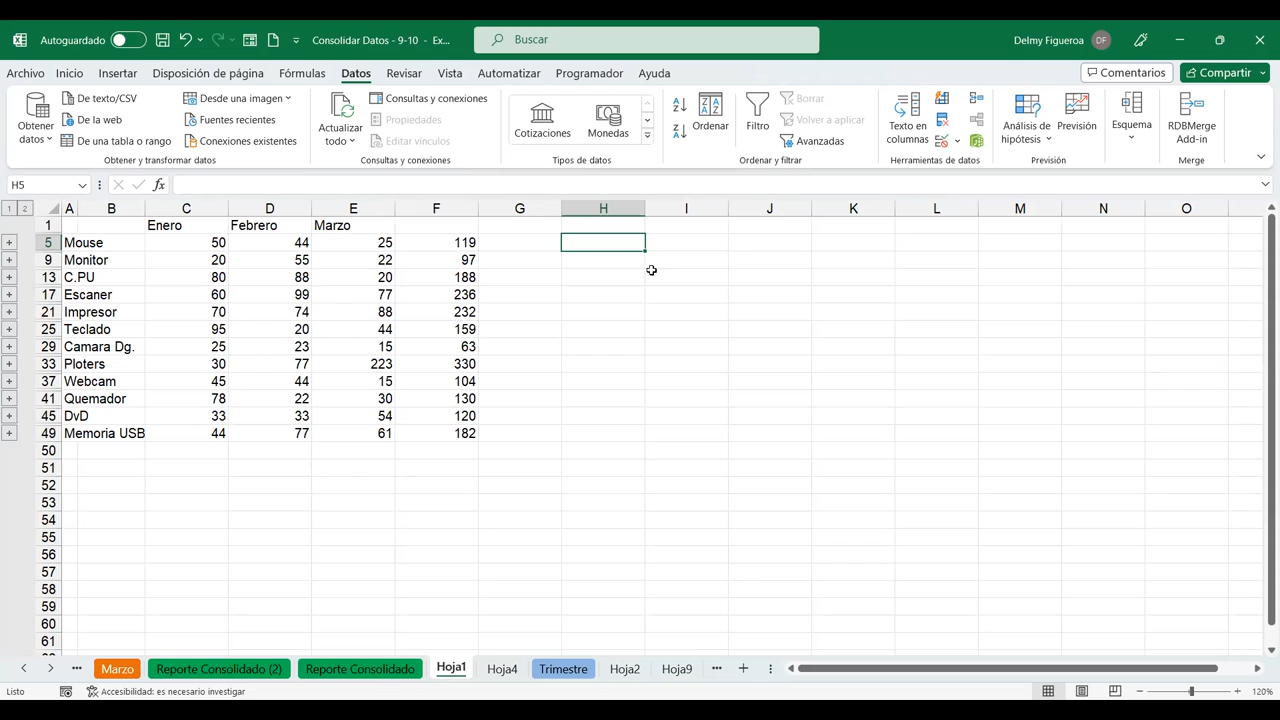 Autoguardado
Consolidar Datos - 9-10 - Ex...
Buscar
Delmy Figueroa DF
Archivo Inicio Insertar Disposición de página Fórmulas Datos Revisar Vista Automatizar Programador Ayuda
Comentarios Compartir
Obtener datos
De texto/CSV
De la web
De una tabla o rango
Desde una imagen
Fuentes recientes
Conexiones existentes
Obtener y transformar datos
Actualizar todo
Consultas y conexiones
Propiedades
Editar vínculos
Consultas y conexiones
Cotizaciones
Monedas
Tipos de datos
Ordenar
Filtro
Borrar
Volver a aplicar
Avanzadas
Ordenar y filtrar
Texto en columnas
Herramientas de datos
Análisis de hipótesis
Previsión
Previsión
Esquema
RDBMerge Add-in
Merge
H5 fx
1 2 A B C D E F G H I J K L M N O
1 Enero Febrero Marzo
5 Mouse 50 44 25 119
9 Monitor 20 55 22 97
13 C.PU 80 88 20 188
17 Escaner 60 99 77 236
21 Impresor 70 74 88 232
25 Teclado 95 20 44 159
29 Camara Dg. 25 23 15 63
33 Ploters 30 77 223 330
37 Webcam 45 44 15 104
41 Quemador 78 22 30 130
45 DvD 33 33 54 120
49 Memoria USB 44 77 61 182
50
51
52
53
54
55
56
57
58
59
60
61
Marzo Reporte Consolidado (2) Reporte Consolidado Hoja1 Hoja4 Trimestre Hoja2 Hoja9
Listo Accesibilidad: es necesario investigar 120%